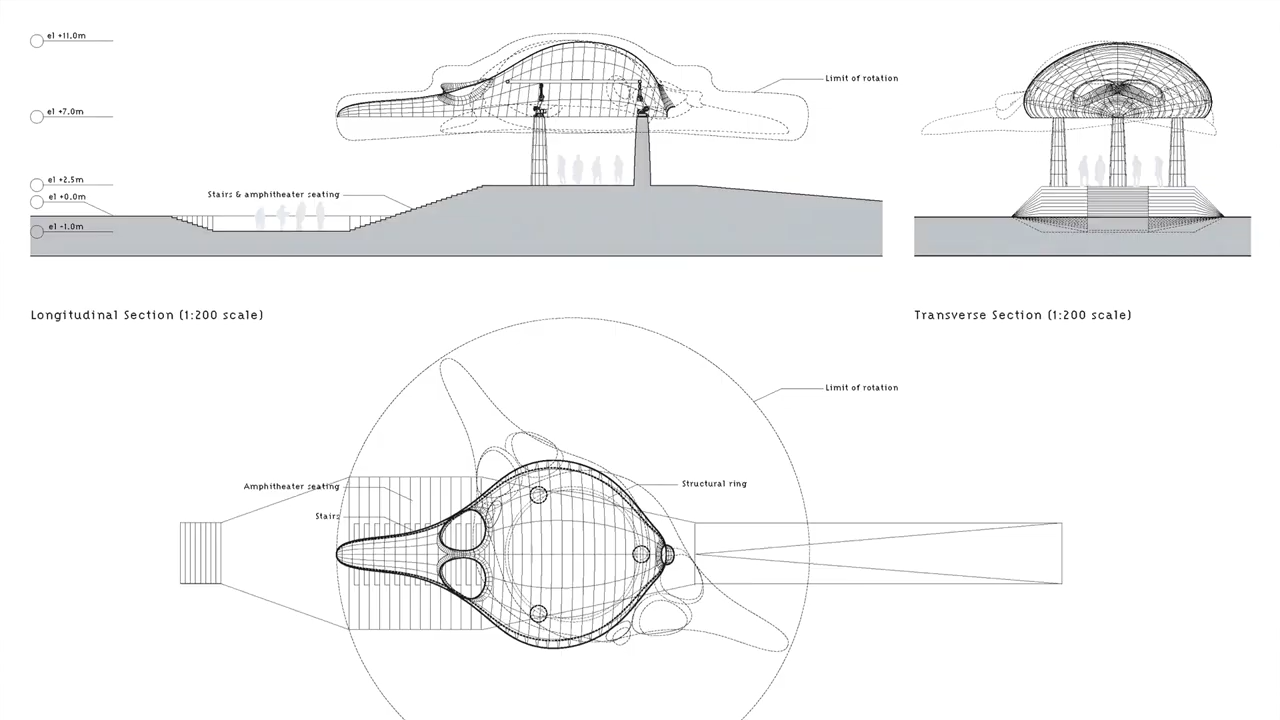 el +11.0m
Limit of rotation
el +7.0m
el +2.5m
Stairs & amphitheater seating
el +0.0m
el -1.0m
Longitudinal Section (1:200 scale)
Transverse Section (1:200 scale)
Limit of rotation
Amphitheater seating
Structural ring
Stairs